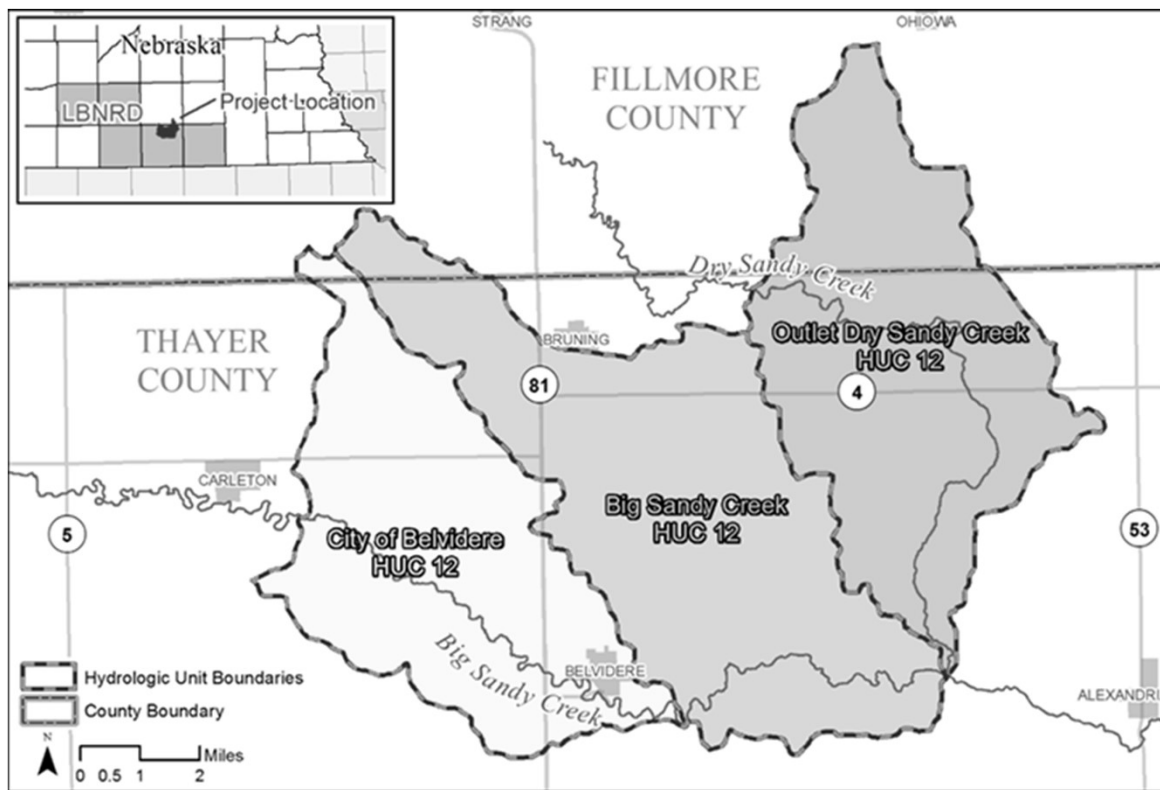 STRANG
OHIOWA
Nebraska
LBNRD
Project Location
FILLMORE
COUNTY
Dry Sandy Creek
THAYER
COUNTY
BRUNING
Outlet Dry Sandy Creek
HUC 12
81
4
CARLETON
Big Sandy Creek
HUC 12
5
City of Belvidere
HUC 12
53
Big Sandy Creek
BELVIDERE
ALEXANDRI
Hydrologic Unit Boundaries
County Boundary
N
Miles
0 0.5 1 2